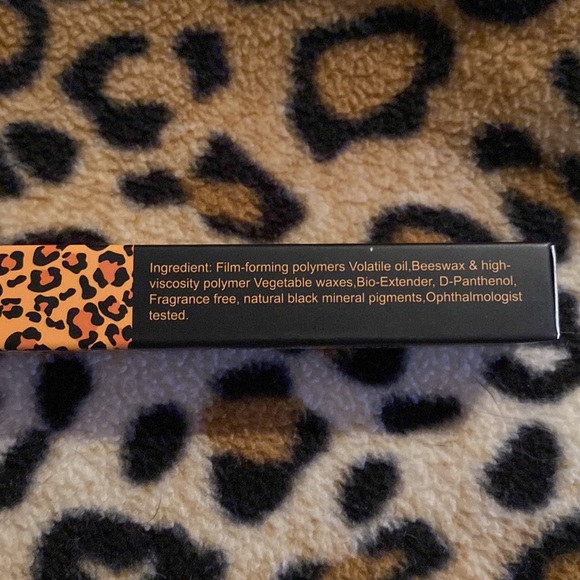 Ingredient: Film-forming polymers Volatile oil,Beeswax & high-
viscosity polymer Vegetable waxes,Bio-Extender, D-Panthenol,
Fragrance free, natural black mineral pigments,Ophthalmologist
tested.